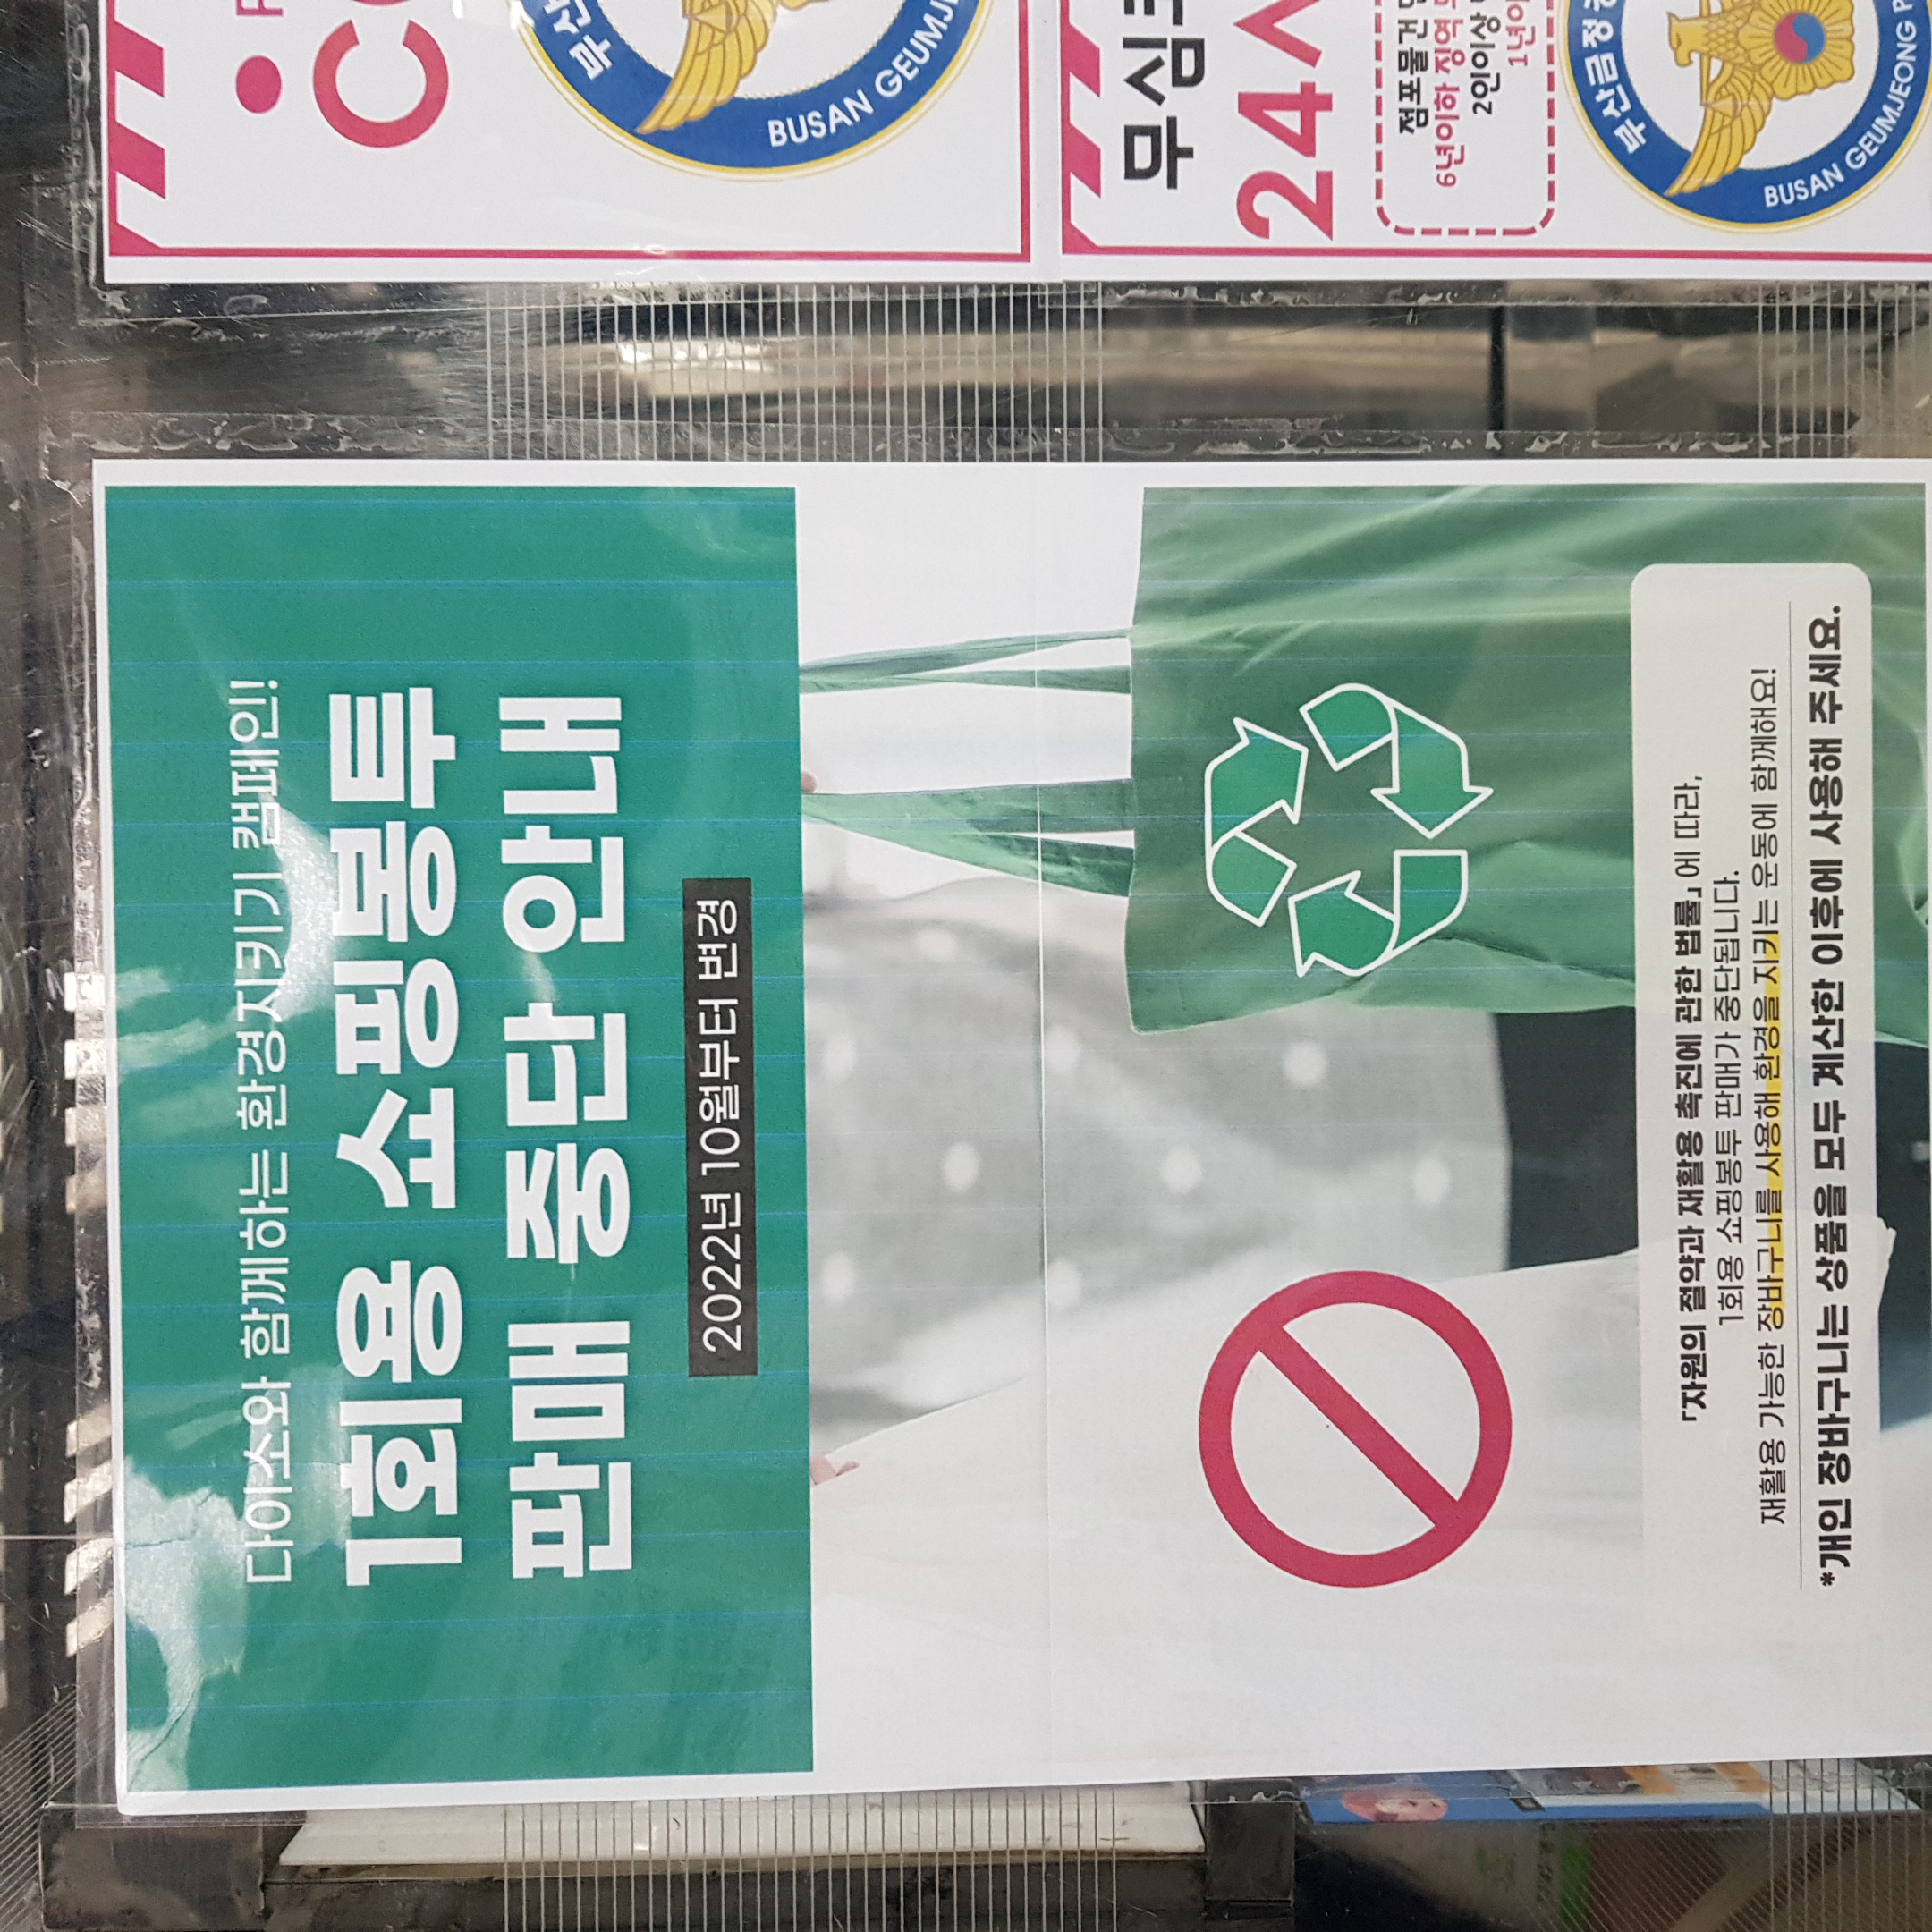 다이소와 함께하는 환경지키기 캠페인!
1회용 쇼핑봉투
판매 중단 안내
2022년 10월부터 변경
「자원의 절약과 재활용 촉진에 관한 법률」에 따라,
1회용 쇼핑봉투 판매가 중단됩니다.
재활용 가능한 장바구니를 사용해 환경을 지키는 운동에 함께해요!
*개인 장바구니는 상품을 모두 계산한 이후에 사용해 주세요.
BUSAN
24
점포물건
6년이하 징역
2인이상
1년이
부산금정
BUSAN GEUMJEONG